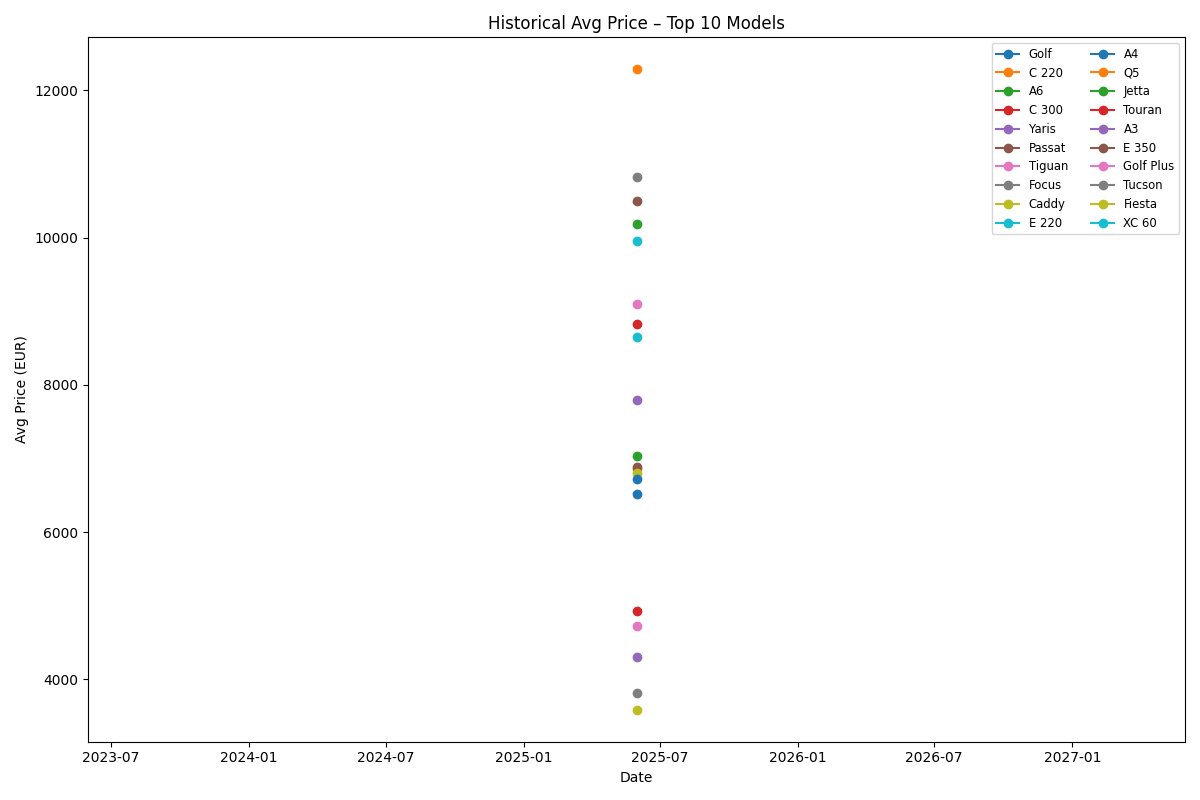 Historical Avg Price – Top 10 Models
Golf
C 220
A6
C 300
Yaris
Passat
Tiguan
Focus
Caddy
E 220
A4
Q5
Jetta
Touran
A3
E 350
Golf Plus
Tucson
Fiesta
XC 60
Avg Price (EUR)
12000
10000
8000
6000
4000
2023-07
2024-01
2024-07
2025-01
2025-07
2026-01
2026-07
2027-01
Date